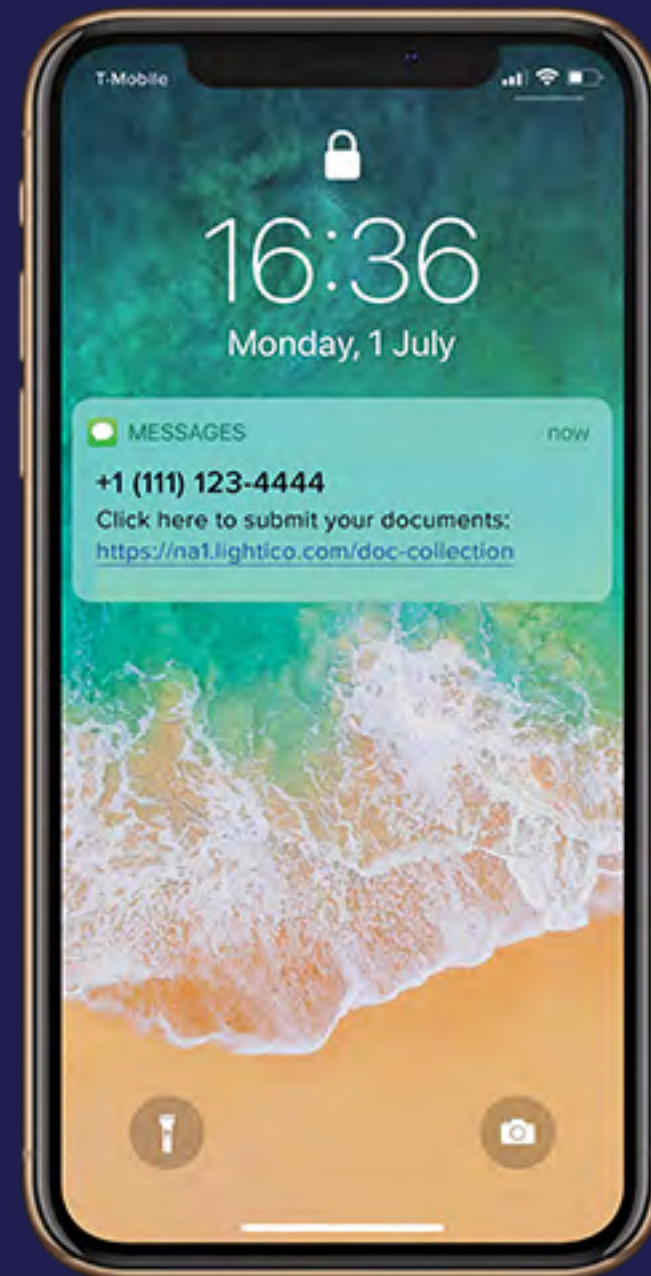 T-Mobile
16:36
Monday, 1 July
MESSAGES now
+1 (111) 123-4444
Click here to submit your documents:
https://na1.lightico.com/doc-collection